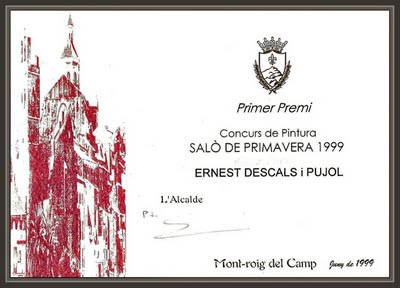 Primer Premi
Concurs de Pintura
SALÒ DE PRIMAVERA 1999
ERNEST DESCALS i PUJOL
L'Alcalde
Mont-roig del Camp Juny de 1999